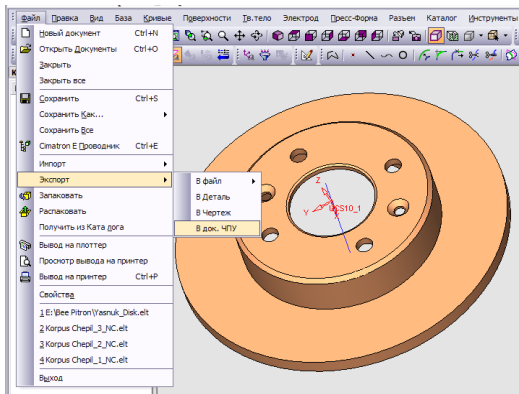 Файл Правка Вид База Кривые Поверхности Тв.тело Электрод Пресс-Форма Разъем Каталог Инструменты
Новый документ Ctrl+N
Открыть Документы Ctrl+O
Закрыть
Закрыть все
Сохранить Ctrl+S
Сохранить Как...
Сохранить Все
Cimatron E Проводник Ctrl+E
Импорт
Экспорт
В файл
В Деталь
В Чертеж
В док. ЧПУ
Запаковать
Распаковать
Получить из Ката лога
Вывод на плоттер
Просмотр вывода на принтер
Вывод на принтер Ctrl+P
Свойства
1 E:\Bee Pitron\Yasnuk_Disk.elt
2 Korpus Chepil_3_NC.elt
3 Korpus Chepil_2_NC.elt
4 Korpus Chepil_1_NC.elt
Выход
Z
Y
UCS10_1